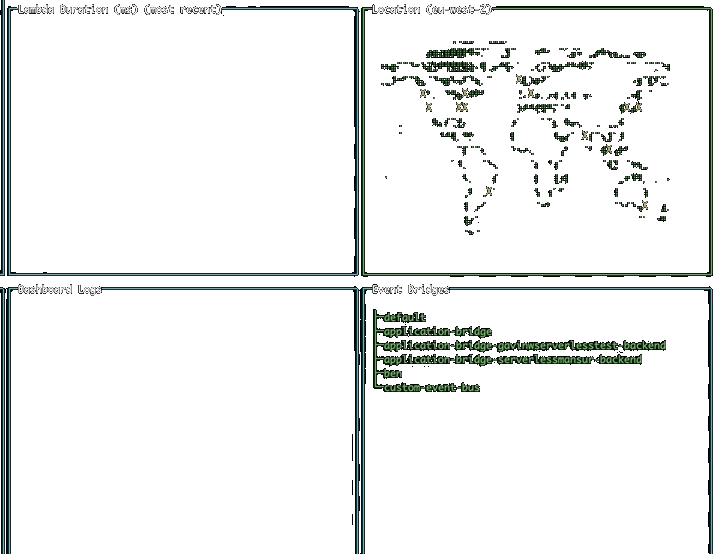 Lambda Duration (ms) (most recent)
Location (eu-west-2)
Dashboard Logs
Event Bridges
default
application-bridge
application-bridge-gavinwserverlesstest-backend
application-bridge-serverlessmansur-backend
ben
custom-event-bus